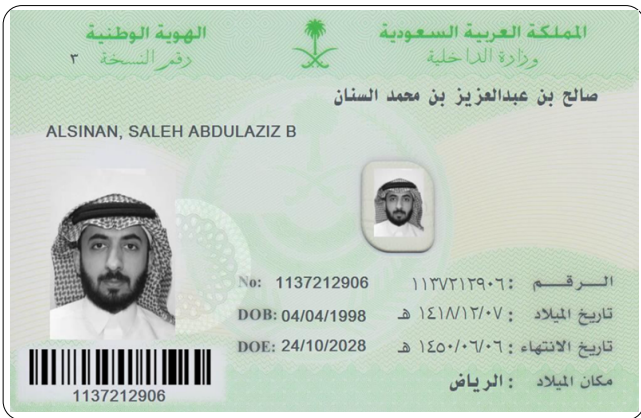 المملكة العربية السعودية
وزارة الداخلية
الهوية الوطنية
رقم النسخة ٣
صالح بن عبدالعزيز بن محمد السنان
ALSINAN, SALEH ABDULAZIZ B
الرقم : ١١٣٧٢١٢٩٠٦ No: 1137212906
تاريخ الميلاد : ١٤١٨/١٢/٠٧ هـ DOB: 04/04/1998
تاريخ الانتهاء : ١٤٥٠/٠٦/٠٦ هـ DOE: 24/10/2028
مكان الميلاد : الرياض
1137212906